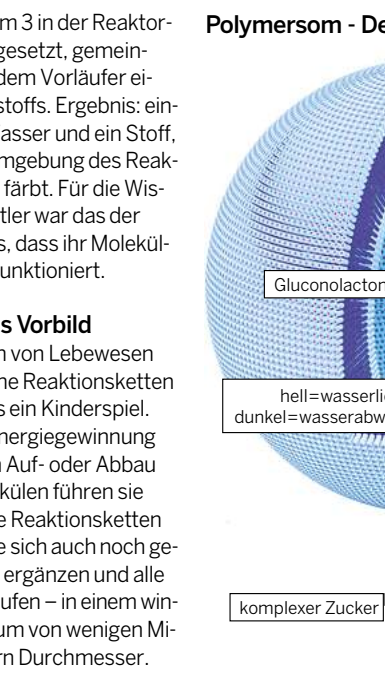 m 3 in der Reaktor-
gesetzt, gemein-
dem Vorläufer ei-
stoffs. Ergebnis: ein-
asser und ein Stoff,
mgebung des Reak-
färbt. Für die Wis-
tler war das der
s, dass ihr Molekül-
unktioniert.
s Vorbild
n von Lebewesen
ne Reaktionsketten
s ein Kinderspiel.
nergiegewinnung
n Auf- oder Abbau
külen führen sie
e Reaktionsketten
e sich auch noch ge-
ergänzen und alle
ufen – in einem win-
um von wenigen Mi-
rn Durchmesser.
Polymersom - De
Gluconolacton
hell=wasserlie
dunkel=wasserabw
komplexer Zucker